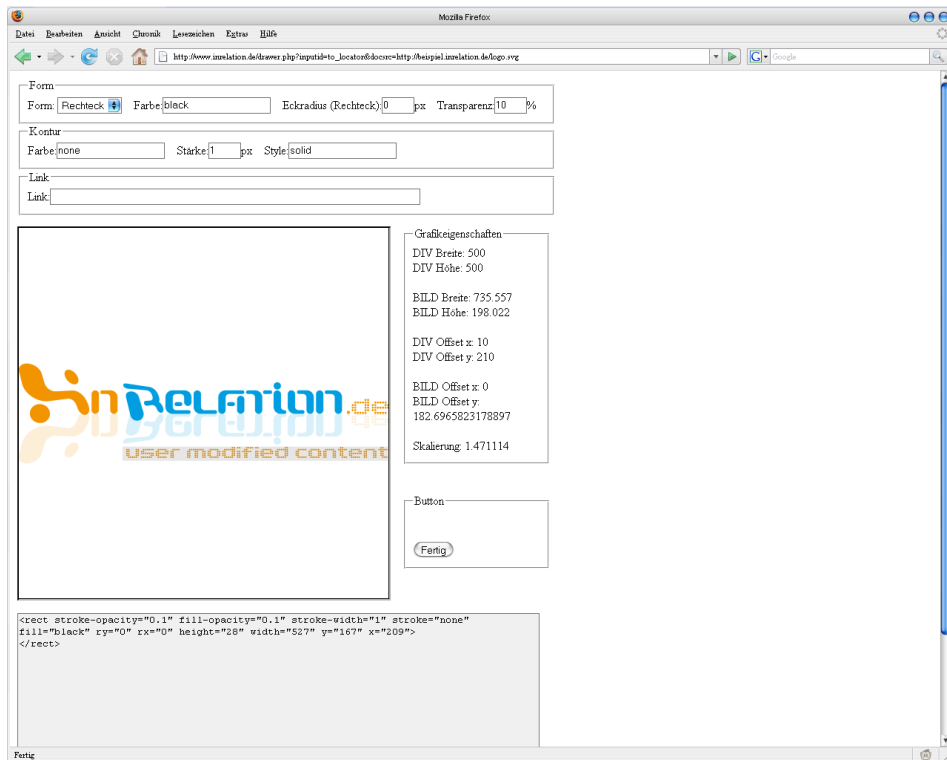 Mozilla Firefox
Datei Bearbeiten Ansicht Chronik Lesezeichen Extras Hilfe
http://www.inrelation.de/drawer.php?inputid=to_locator&docsrc=http://beispiel.inrelation.de/logo.svg
G Google
Form
Form: Rechteck Farbe: black Eckradius (Rechteck): 0 px Transparenz: 10 %
Kontur
Farbe: none Stärke: 1 px Style: solid
Link
Link:
Grafikeigenschaften
DIV Breite: 500
DIV Höhe: 500
BILD Breite: 735.557
BILD Höhe: 198.022
DIV Offset x: 10
DIV Offset y: 210
BILD Offset x: 0
BILD Offset y:
182.6965823178897
Skalierung: 1.471114
inRelation.de
user modified content
Button
Fertig
<rect stroke-opacity="0.1" fill-opacity="0.1" stroke-width="1" stroke="none"
fill="black" ry="0" rx="0" height="28" width="527" y="167" x="209">
</rect>
Fertig